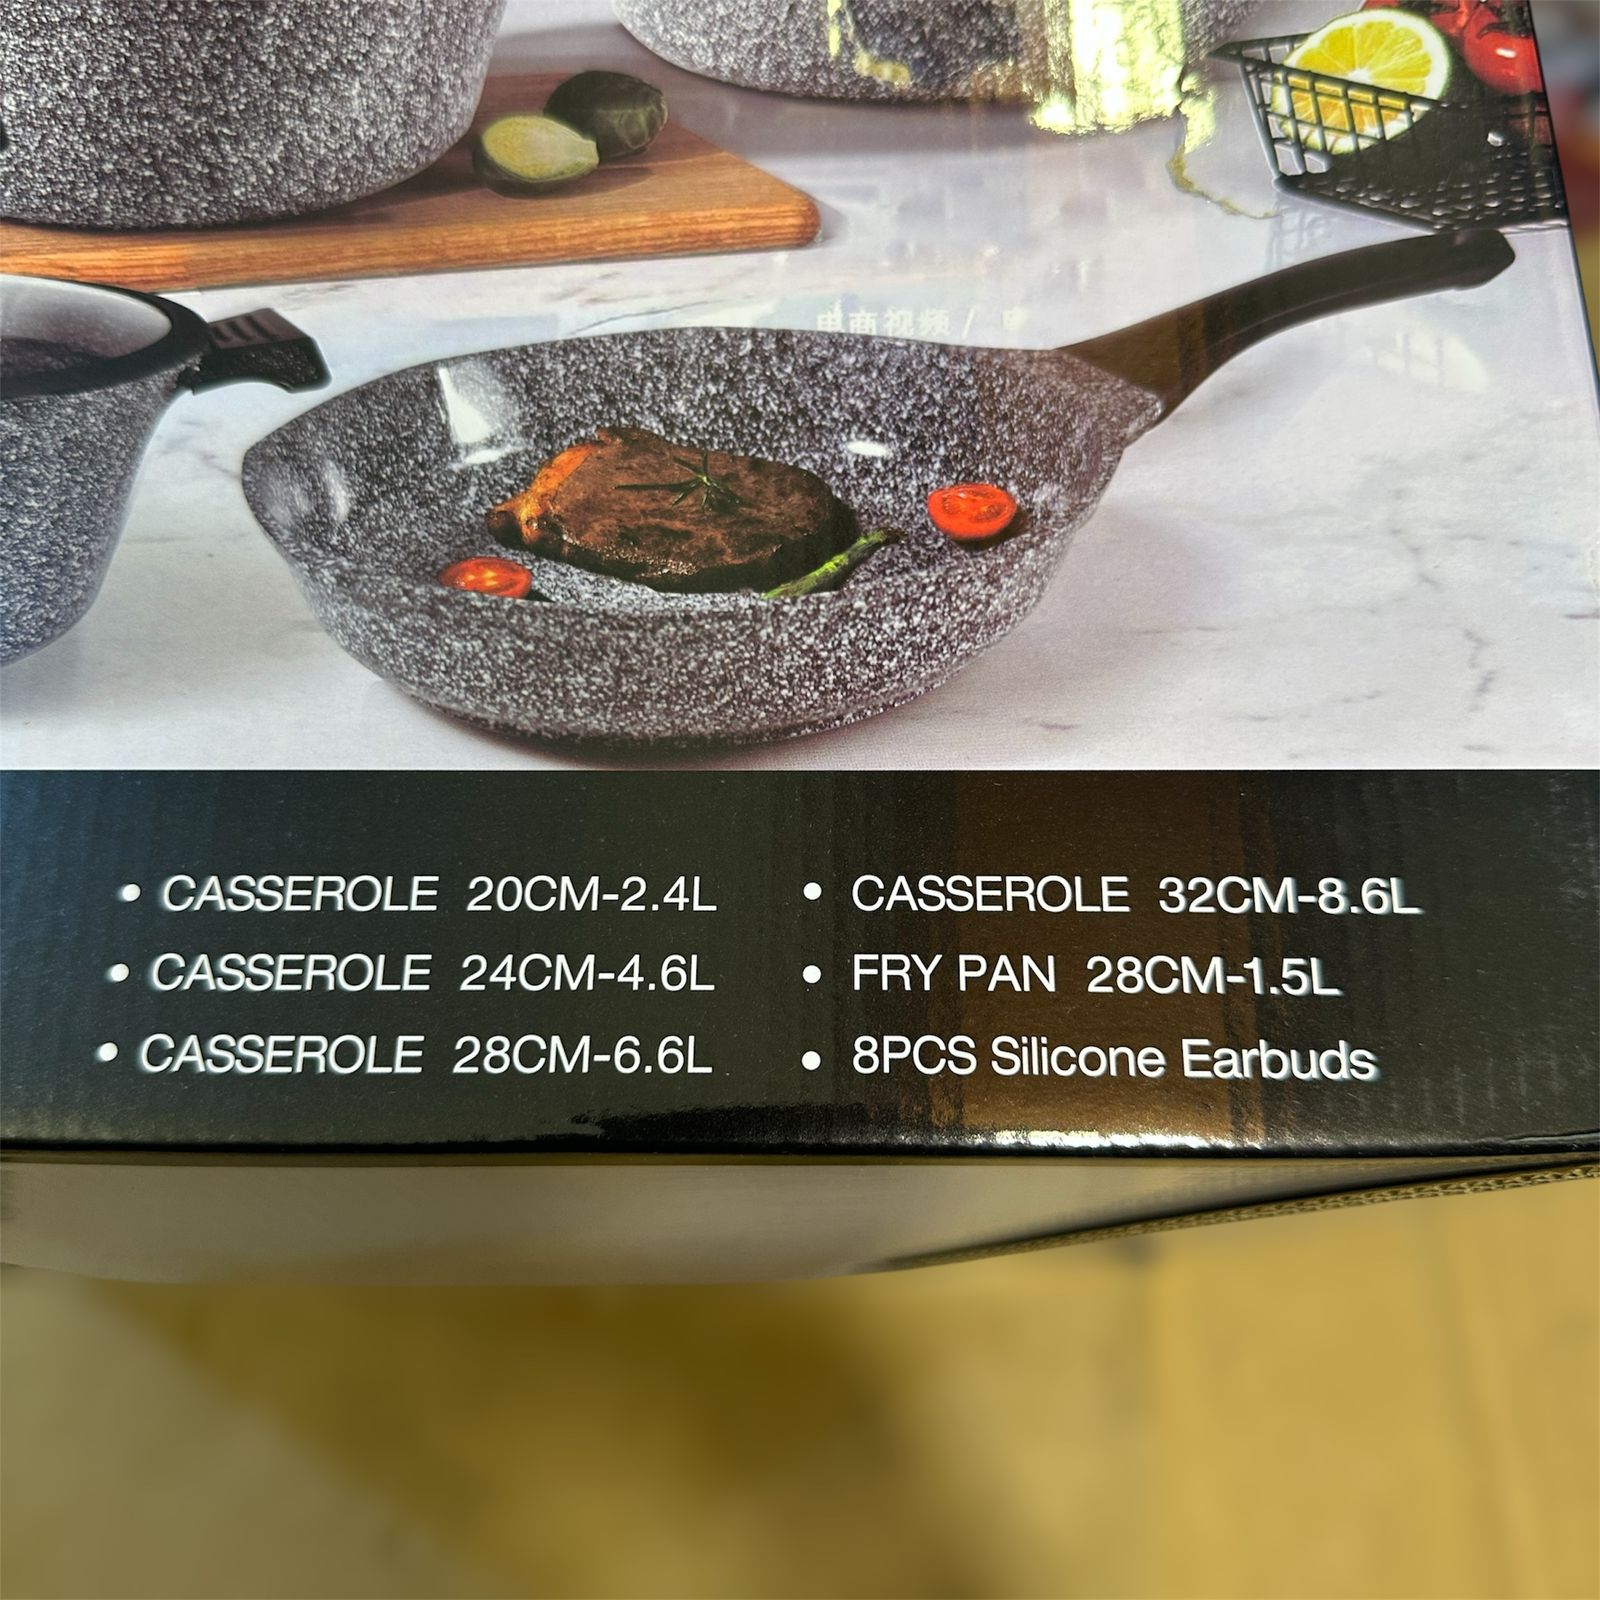 电商视频 /
• CASSEROLE 20CM-2.4L
• CASSEROLE 24CM-4.6L
• CASSEROLE 28CM-6.6L
• CASSEROLE 32CM-8.6L
• FRY PAN 28CM-1.5L
• 8PCS Silicone Earbuds